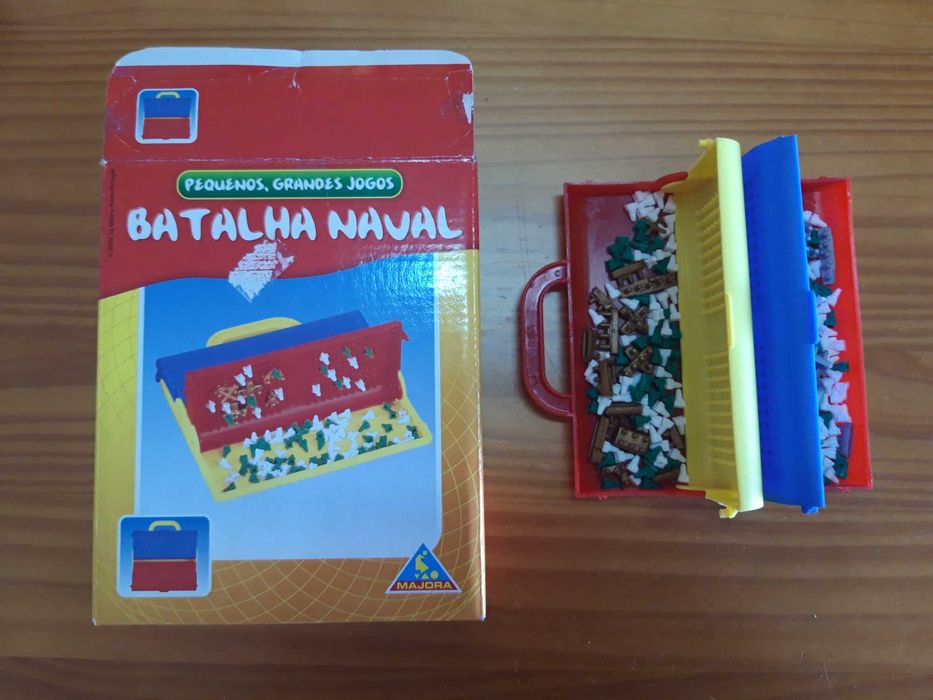 PEQUENOS, GRANDES JOGOS
BATALHA NAVAL
MAJORA